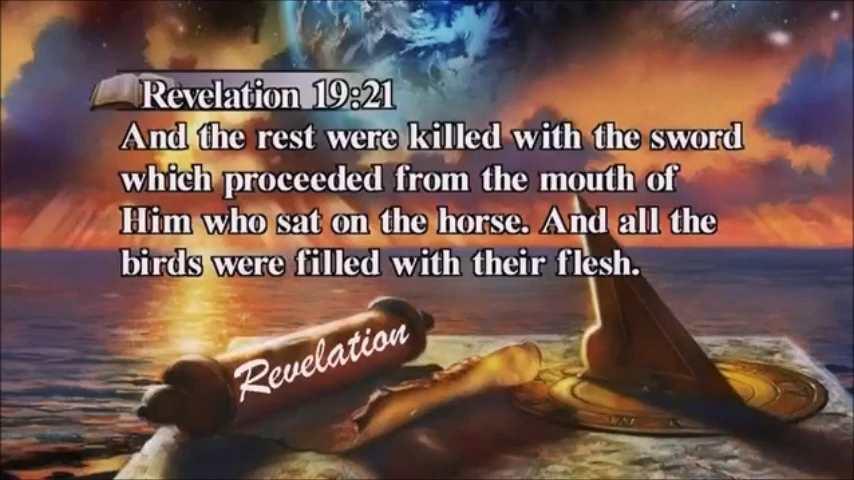 Revelation 19:21
And the rest were killed with the sword
which proceeded from the mouth of
Him who sat on the horse. And all the
birds were filled with their flesh.
Revelation